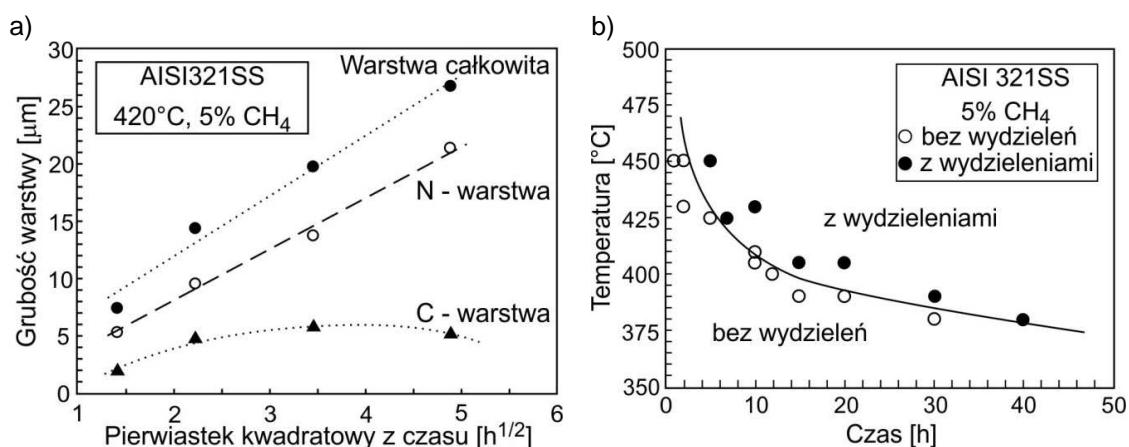 a)
30
25
20
15
10
5
0
Grubość warstwy [μm]
AISI321SS
420°C, 5% CH₄
Warstwa całkowita
N - warstwa
C - warstwa
1 2 3 4 5 6
Pierwiastek kwadratowy z czasu [h^1/2]
b)
500
475
450
425
400
375
350
Temperatura [°C]
AISI 321SS
5% CH₄
bez wydzieleń
z wydzieleniami
z wydzieleniami
bez wydzieleń
0 10 20 30 40 50
Czas [h]